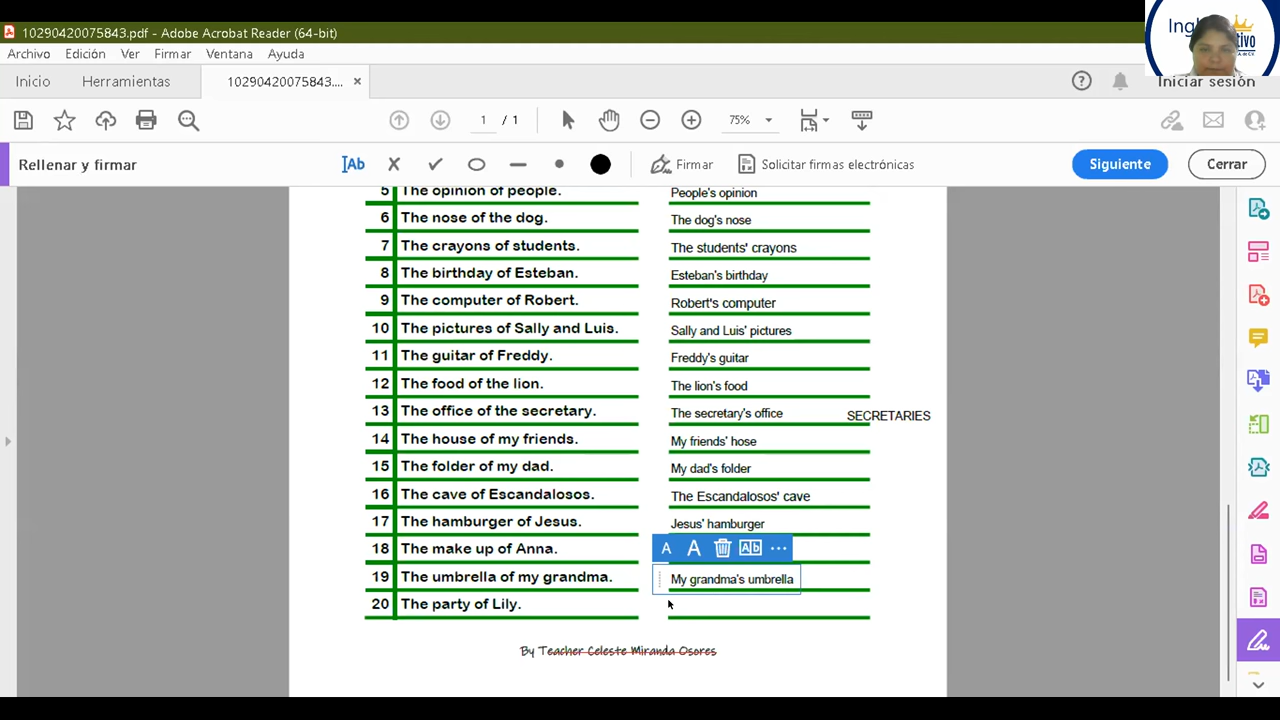 10290420075843.pdf - Adobe Acrobat Reader (64-bit)
Archivo Edición Ver Firmar Ventana Ayuda
Inicio Herramientas 10290420075843.... × Iniciar sesión
1 / 1 75%
Rellenar y firmar Ab Firmar Solicitar firmas electrónicas Siguiente Cerrar
5 The opinion of people. People's opinion
6 The nose of the dog. The dog's nose
7 The crayons of students. The students' crayons
8 The birthday of Esteban. Esteban's birthday
9 The computer of Robert. Robert's computer
10 The pictures of Sally and Luis. Sally and Luis' pictures
11 The guitar of Freddy. Freddy's guitar
12 The food of the lion. The lion's food
13 The office of the secretary. The secretary's office SECRETARIES
14 The house of my friends. My friends' hose
15 The folder of my dad. My dad's folder
16 The cave of Escandalosos. The Escandalosos' cave
17 The hamburger of Jesus. Jesus' hamburger
18 The make up of Anna. A A Ab ...
19 The umbrella of my grandma. My grandma's umbrella
20 The party of Lily.
By Teacher Celeste Miranda Osores